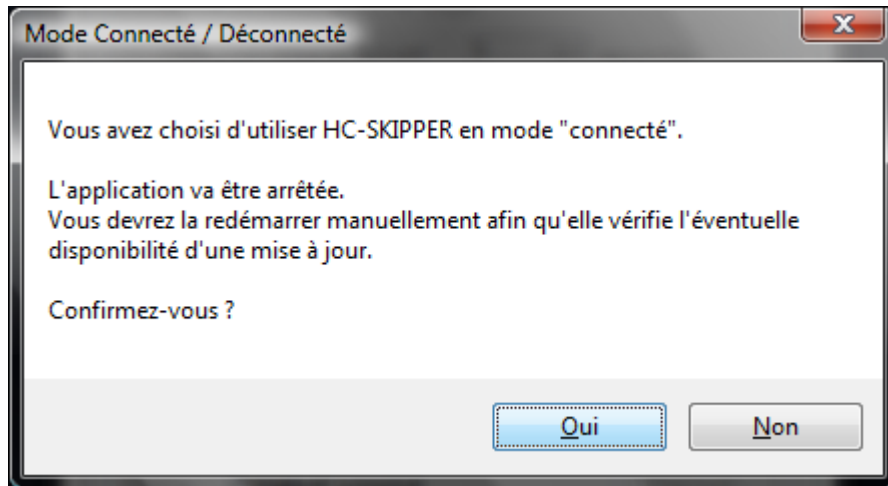 Mode Connecté / Déconnecté
Vous avez choisi d'utiliser HC-SKIPPER en mode "connecté".
L'application va être arrêtée.
Vous devrez la redémarrer manuellement afin qu'elle vérifie l'éventuelle
disponibilité d'une mise à jour.
Confirmez-vous ?
Oui
Non